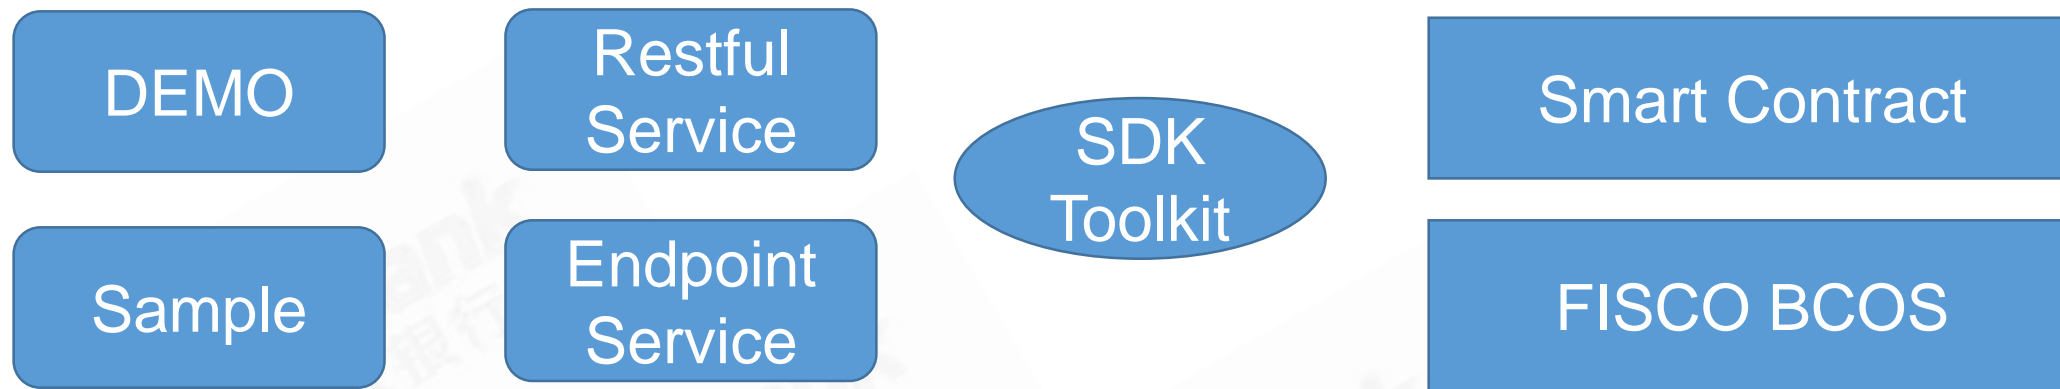 DEMO
Restful
Service
SDK
Toolkit
Smart Contract
Sample
Endpoint
Service
FISCO BCOS